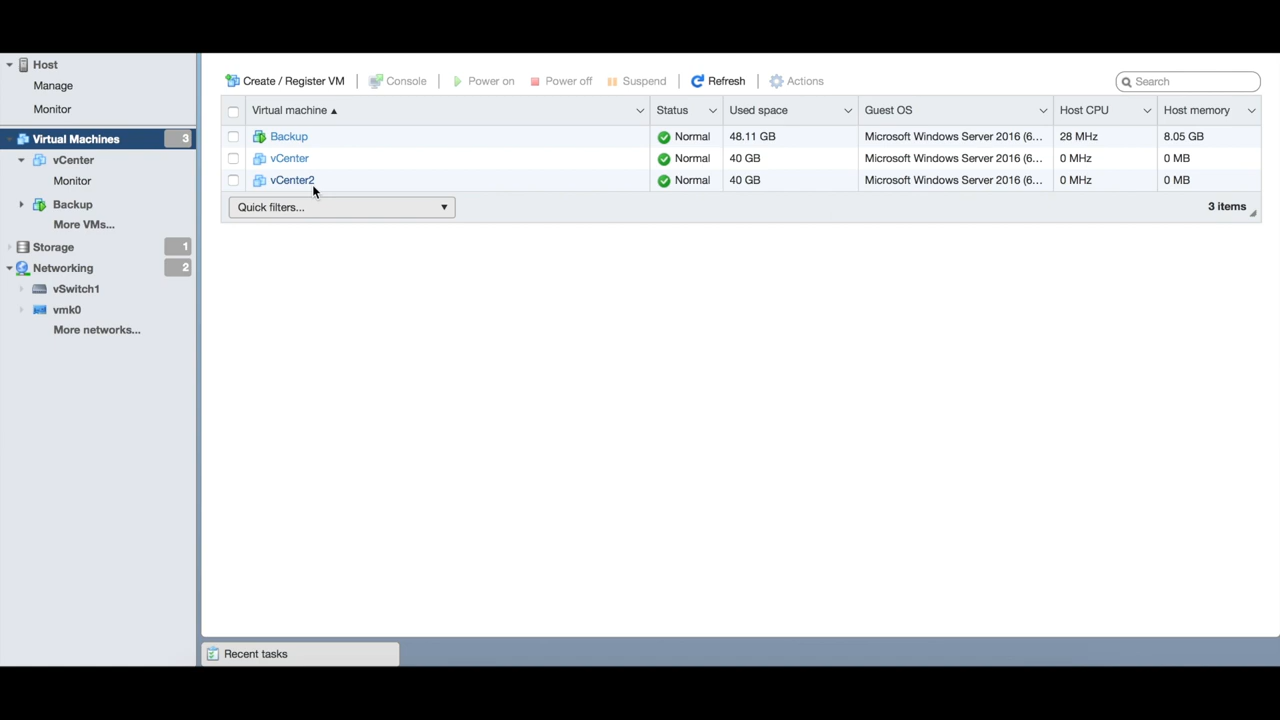 Host
Manage
Monitor
Virtual Machines 3
vCenter
Monitor
Backup
More VMs...
Storage 1
Networking 2
vSwitch1
vmk0
More networks...
Create / Register VM Console Power on Power off Suspend Refresh Actions Search
Virtual machine ▲ Status Used space Guest OS Host CPU Host memory
Backup Normal 48.11 GB Microsoft Windows Server 2016 (6... 28 MHz 8.05 GB
vCenter Normal 40 GB Microsoft Windows Server 2016 (6... 0 MHz 0 MB
vCenter2 Normal 40 GB Microsoft Windows Server 2016 (6... 0 MHz 0 MB
Quick filters... 3 items
Recent tasks